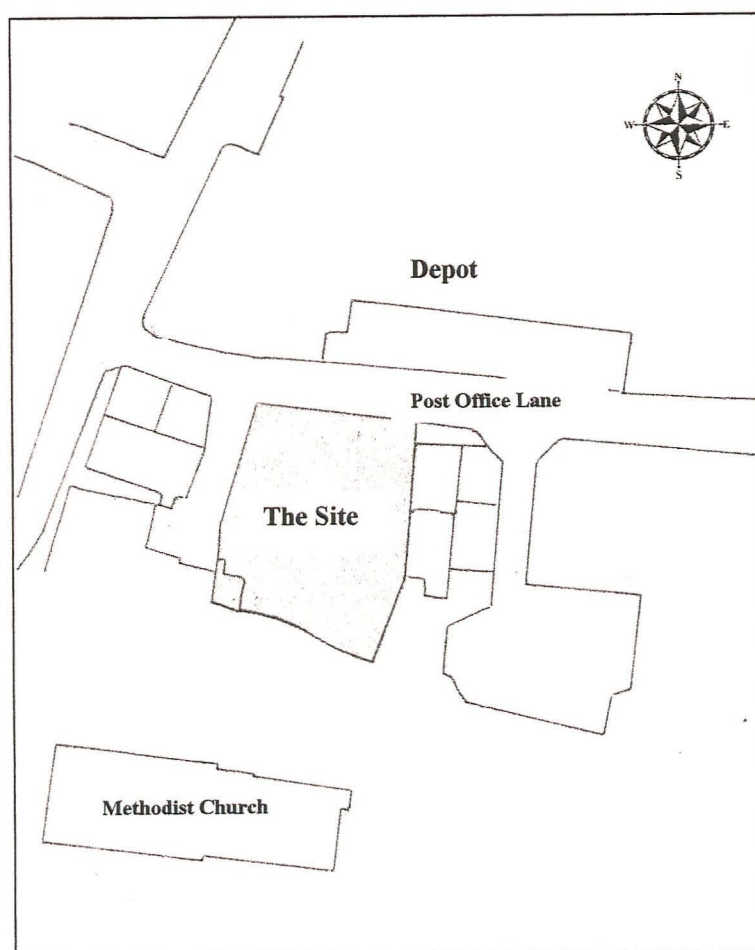 N
W E
S
Depot
Post Office Lane
The Site
Methodist Church